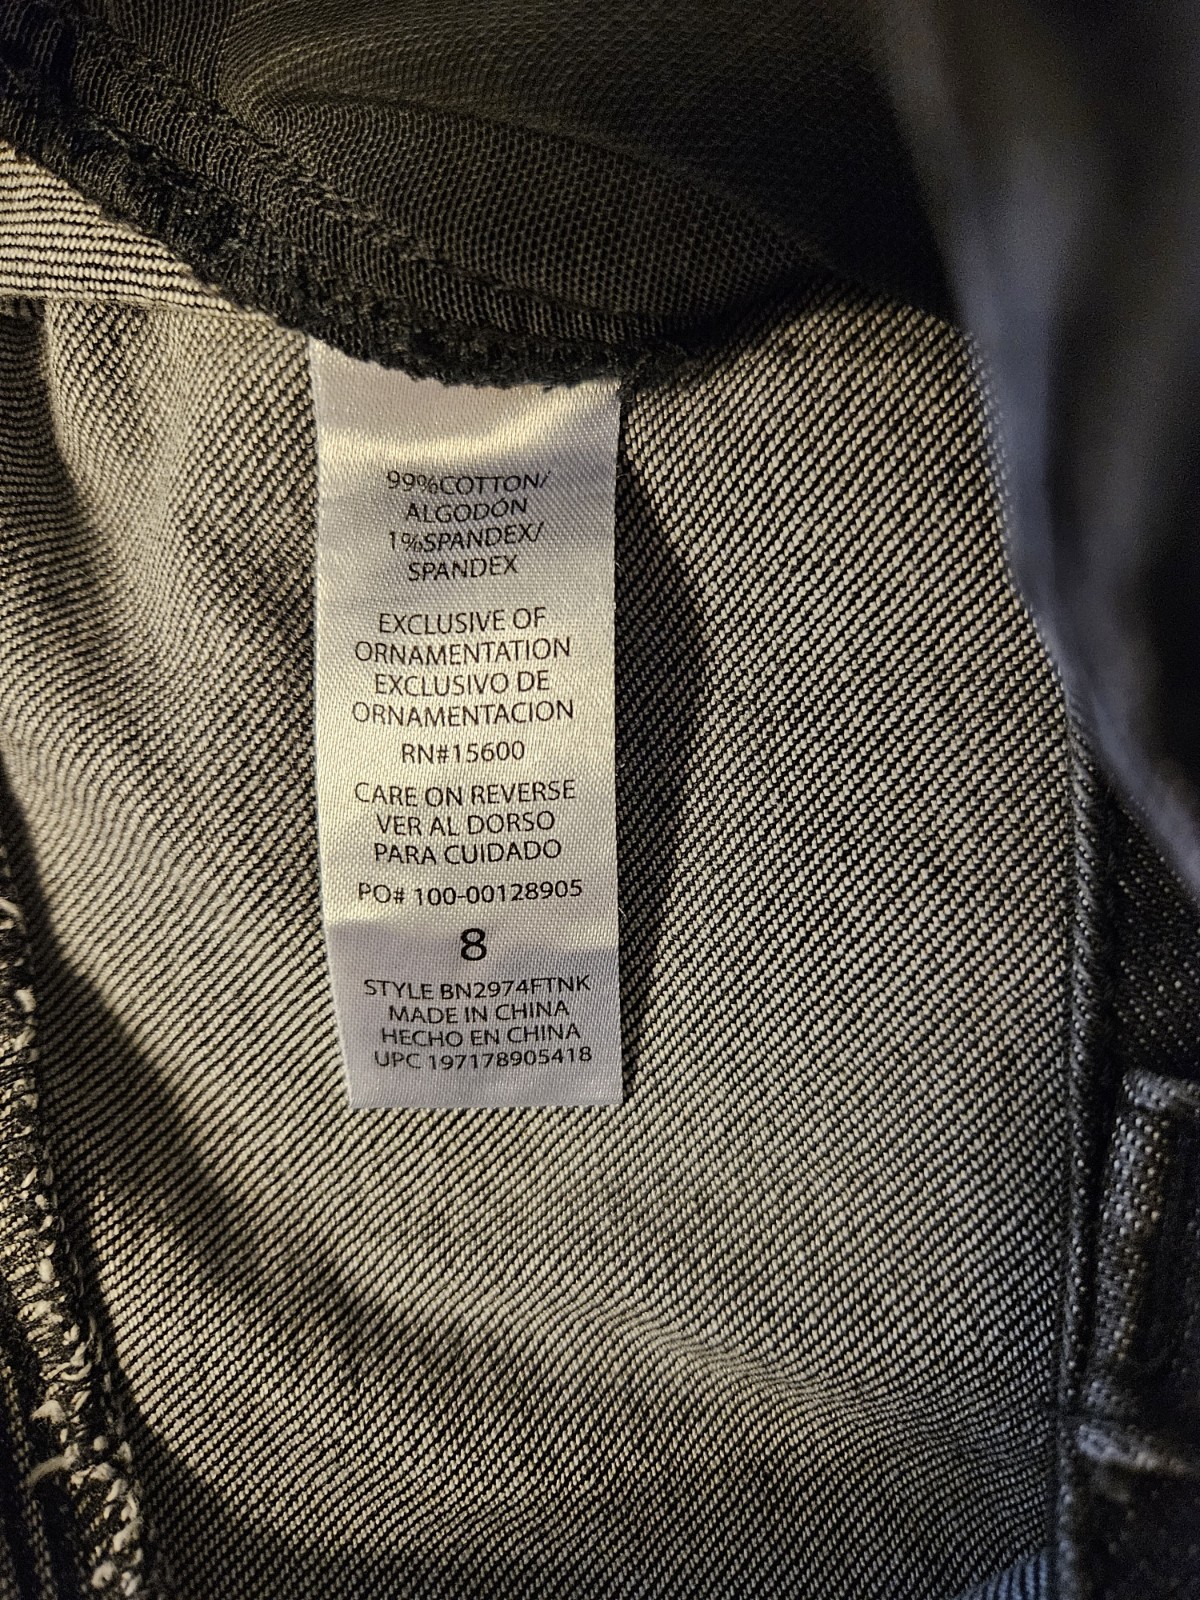 99%COTTON/
ALGODÓN
1%SPANDEX/
SPANDEX
EXCLUSIVE OF
ORNAMENTATION
EXCLUSIVO DE
ORNAMENTACION
RN#15600
CARE ON REVERSE
VER AL DORSO
PARA CUIDADO
PO# 100-00128905
8
STYLE BN2974FTNK
MADE IN CHINA
HECHO EN CHINA
UPC 197178905418